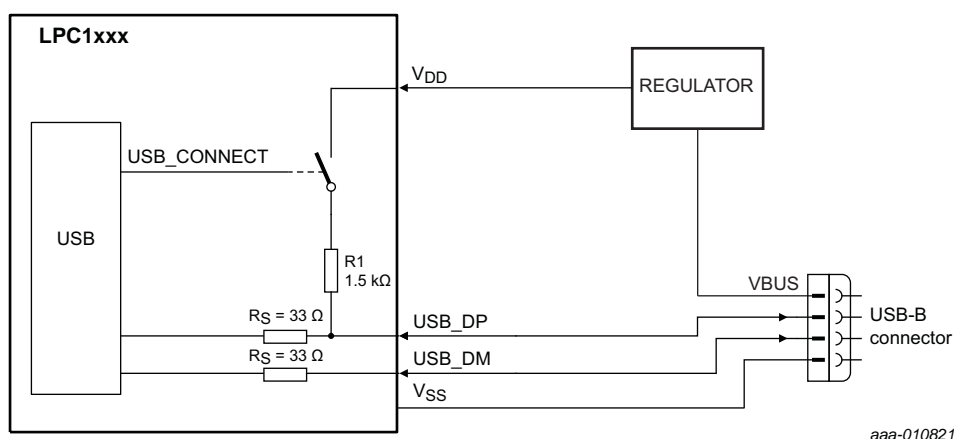 LPC1xxx
VDD
REGULATOR
USB_CONNECT
USB
R1
1.5 kΩ
VBUS
RS = 33 Ω
USB_DP
USB-B
connector
RS = 33 Ω
USB_DM
VSS
aaa-010821